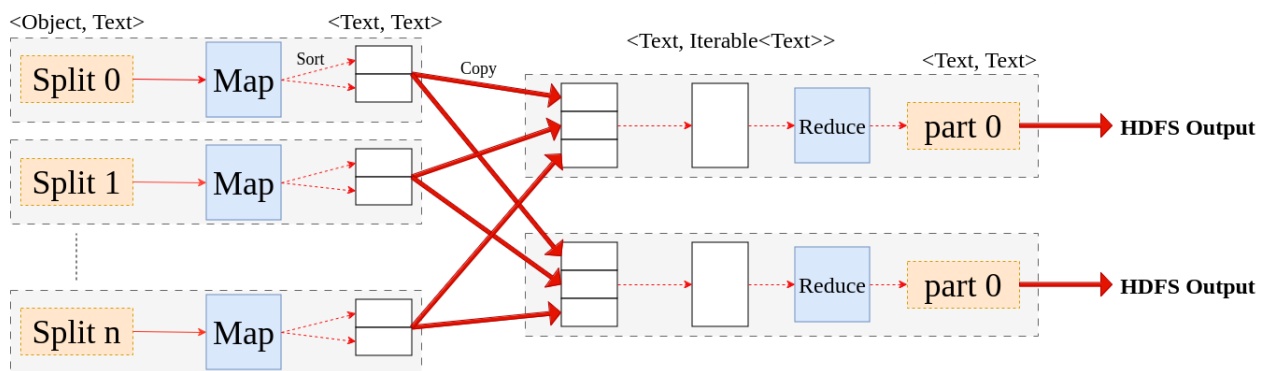 <Object, Text>
<Text, Text>
<Text, Iterable<Text>>
<Text, Text>
Split 0
Map
Sort
Copy
Reduce
part 0
HDFS Output
Split 1
Map
Reduce
part 0
HDFS Output
Split n
Map